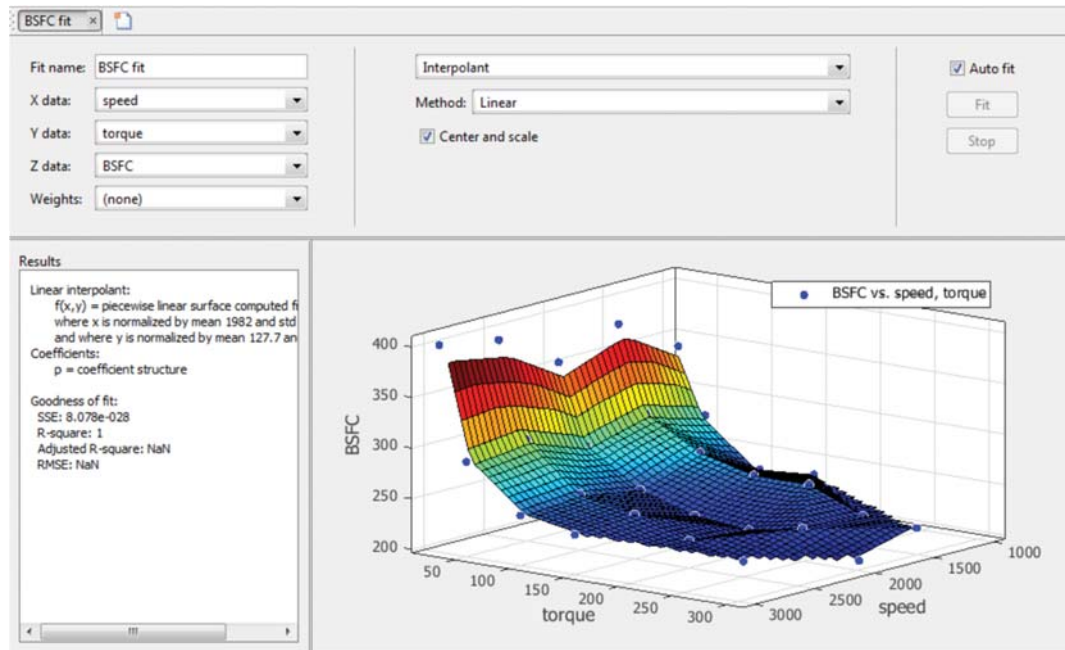 BSFC fit ×
Fit name: BSFC fit
X data: speed
Y data: torque
Z data: BSFC
Weights: (none)
Interpolant
Method: Linear
Center and scale
Auto fit
Fit
Stop
Results
Linear interpolant:
f(x,y) = piecewise linear surface computed
where x is normalized by mean 1982 and std
and where y is normalized by mean 127.7
Coefficients:
p = coefficient structure
Goodness of fit:
SSE: 8.078e-028
R-square: 1
Adjusted R-square: NaN
RMSE: NaN
BSFC vs. speed, torque
BSFC
400
350
300
250
200
50
100
150
200
250
300
torque
3000
2500
2000
1500
1000
speed